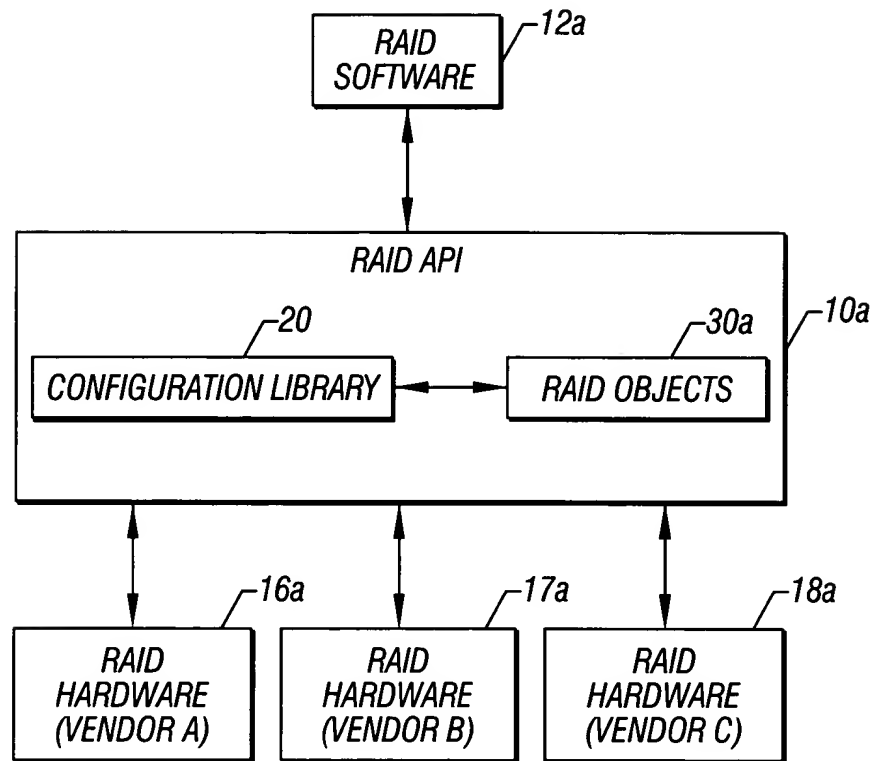 RAID
SOFTWARE
12a
RAID API
10a
20
30a
CONFIGURATION LIBRARY
RAID OBJECTS
16a
17a
18a
RAID
HARDWARE
(VENDOR A)
RAID
HARDWARE
(VENDOR B)
RAID
HARDWARE
(VENDOR C)